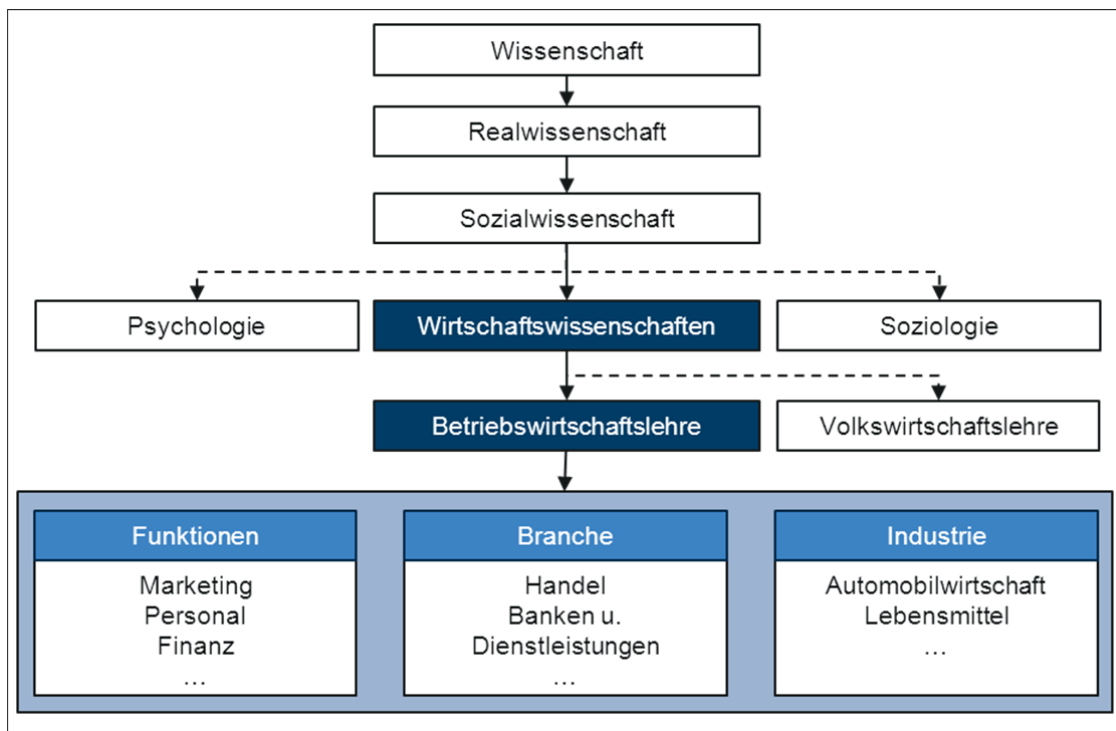 Wissenschaft
Realwissenschaft
Sozialwissenschaft
Psychologie
Wirtschaftswissenschaften
Soziologie
Betriebswirtschaftslehre
Volkswirtschaftslehre
Funktionen
Marketing
Personal
Finanz
…
Branche
Handel
Banken u.
Dienstleistungen
…
Industrie
Automobilwirtschaft
Lebensmittel
…